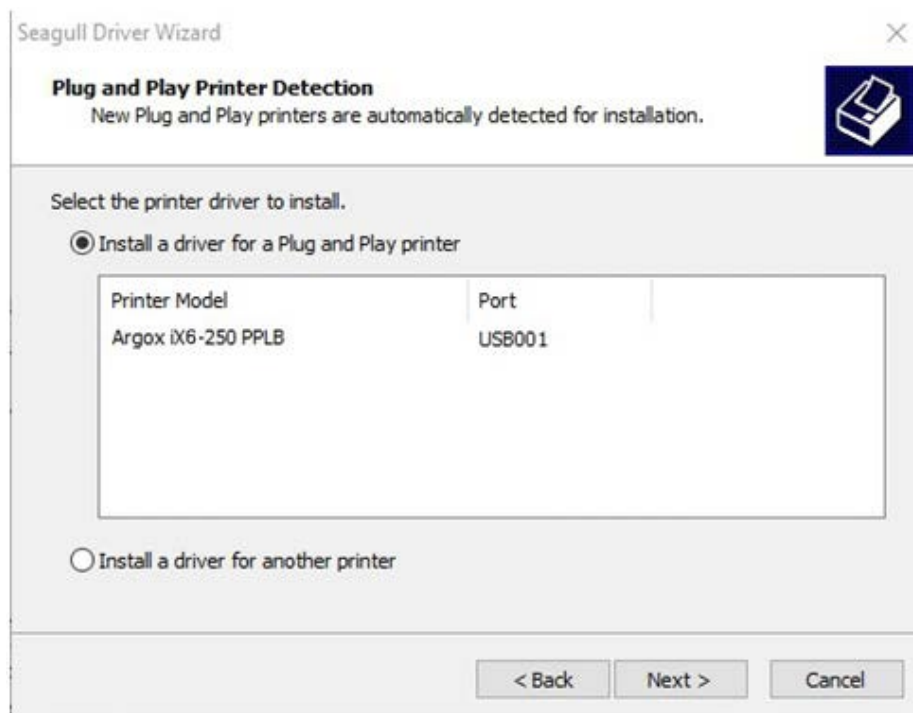 Seagull Driver Wizard
Plug and Play Printer Detection
New Plug and Play printers are automatically detected for installation.
Select the printer driver to install.
Install a driver for a Plug and Play printer
Printer Model Port
Argox iX6-250 PPLB USB001
Install a driver for another printer
< Back Next > Cancel